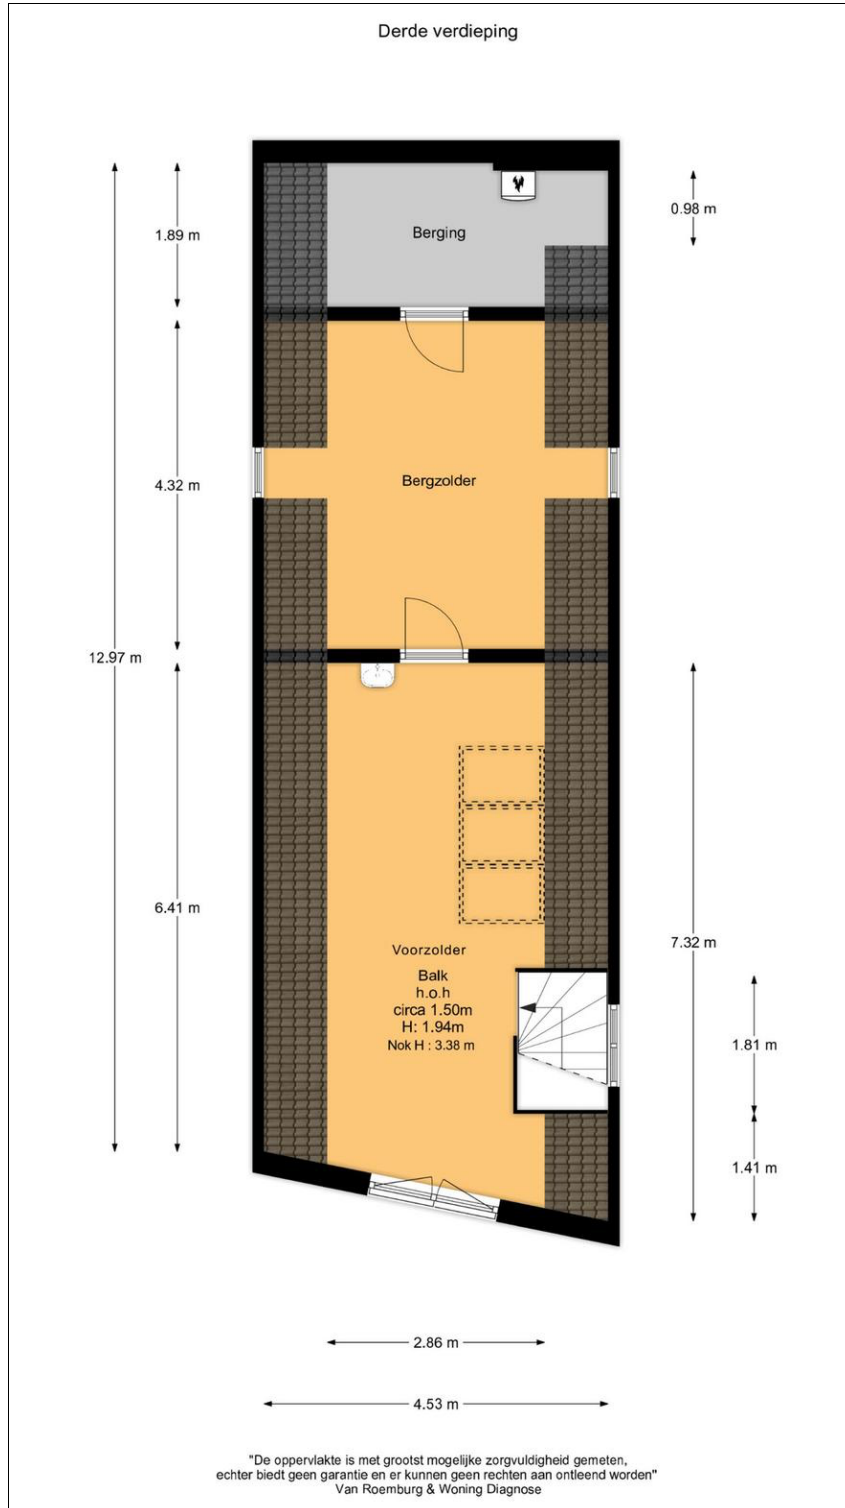 Derde verdieping
0.98 m
1.89 m
Berging
4.32 m
Bergzolder
12.97 m
6.41 m
7.32 m
Voorzolder
Balk
h.o.h
circa 1.50m
H: 1.94m
Nok H : 3.38 m
1.81 m
1.41 m
2.86 m
4.53 m
"De oppervlakte is met grootst mogelijke zorgvuldigheid gemeten,
echter biedt geen garantie en er kunnen geen rechten aan ontleend worden"
Van Roemburg & Woning Diagnose